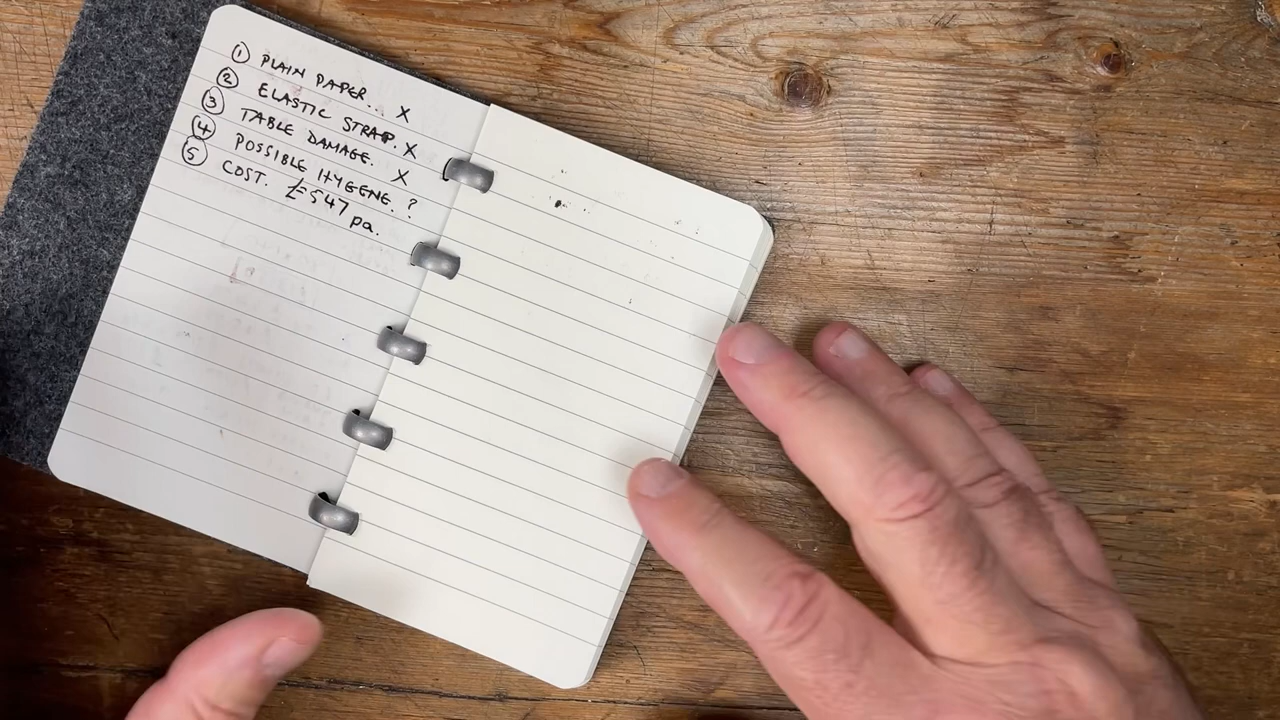 ① PLAIN PAPER. X
② ELASTIC STRAP. X
③ TABLE DAMAGE. X
④ POSSIBLE HYGENE. ?
⑤ COST. £547 pa.